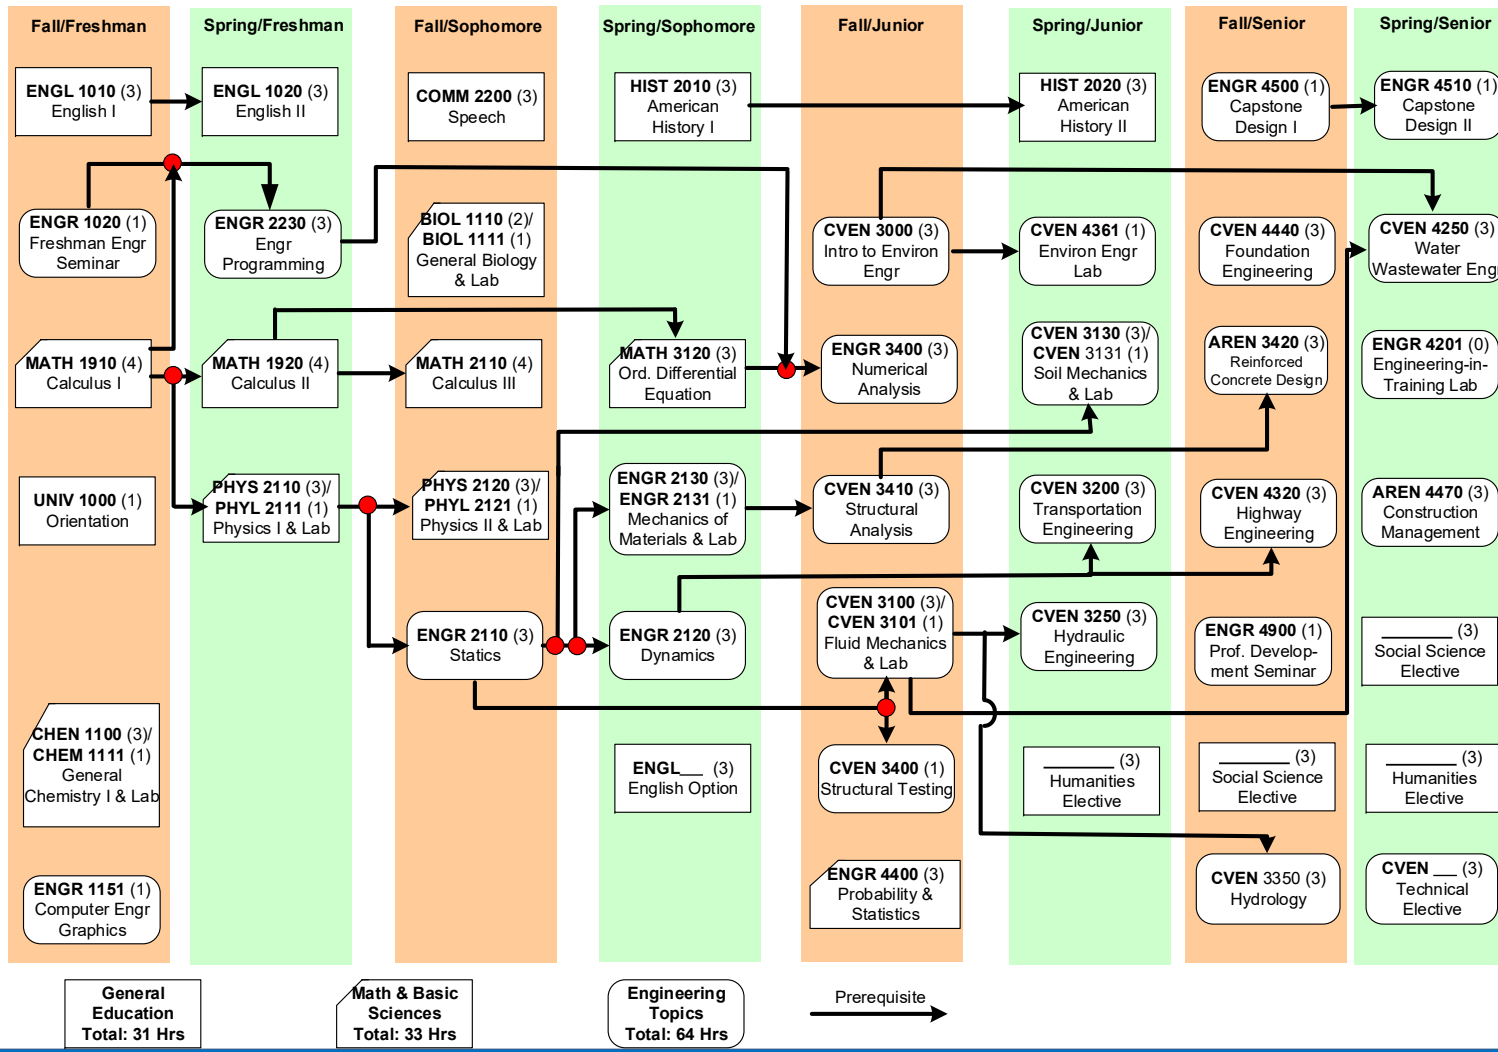 Fall/Freshman
Spring/Freshman
Fall/Sophomore
Spring/Sophomore
Fall/Junior
Spring/Junior
Fall/Senior
Spring/Senior
ENGL 1010 (3)
English I
ENGL 1020 (3)
English II
COMM 2200 (3)
Speech
HIST 2010 (3)
American
History I
HIST 2020 (3)
American
History II
ENGR 4500 (1)
Capstone
Design I
ENGR 4510 (1)
Capstone
Design II
ENGR 1020 (1)
Freshman Engr
Seminar
ENGR 2230 (3)
Engr
Programming
BIOL 1110 (2)/
BIOL 1111 (1)
General Biology
& Lab
CVEN 3000 (3)
Intro to Environ
Engr
CVEN 4361 (1)
Environ Engr
Lab
CVEN 4440 (3)
Foundation
Engineering
CVEN 4250 (3)
Water
Wastewater Eng
MATH 1910 (4)
Calculus I
MATH 1920 (4)
Calculus II
MATH 2110 (4)
Calculus III
MATH 3120 (3)
Ord. Differential
Equation
ENGR 3400 (3)
Numerical
Analysis
CVEN 3130 (3)/
CVEN 3131 (1)
Soil Mechanics
& Lab
AREN 3420 (3)
Reinforced
Concrete Design
ENGR 4201 (0)
Engineering-in-
Training Lab
UNIV 1000 (1)
Orientation
PHYS 2110 (3)/
PHYL 2111 (1)
Physics I & Lab
PHYS 2120 (3)/
PHYL 2121 (1)
Physics II & Lab
ENGR 2130 (3)/
ENGR 2131 (1)
Mechanics of
Materials & Lab
CVEN 3410 (3)
Structural
Analysis
CVEN 3200 (3)
Transportation
Engineering
CVEN 4320 (3)
Highway
Engineering
AREN 4470 (3)
Construction
Management
ENGR 2110 (3)
Statics
ENGR 2120 (3)
Dynamics
CVEN 3100 (3)/
CVEN 3101 (1)
Fluid Mechanics
& Lab
CVEN 3250 (3)
Hydraulic
Engineering
ENGR 4900 (1)
Prof. Develop-
ment Seminar
________ (3)
Social Science
Elective
CHEN 1100 (3)/
CHEM 1111 (1)
General
Chemistry I & Lab
ENGL___ (3)
English Option
CVEN 3400 (1)
Structural Testing
_________ (3)
Humanities
Elective
_________ (3)
Social Science
Elective
_________ (3)
Humanities
Elective
ENGR 1151 (1)
Computer Engr
Graphics
ENGR 4400 (3)
Probability &
Statistics
CVEN 3350 (3)
Hydrology
CVEN ___ (3)
Technical
Elective
General
Education
Total: 31 Hrs
Math & Basic
Sciences
Total: 33 Hrs
Engineering
Topics
Total: 64 Hrs
Prerequisite